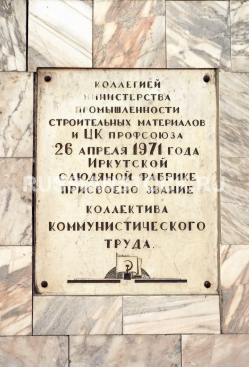 КОЛЛЕГИЕЙ
МИНИСТЕРСТВА
ПРОМЫШЛЕННОСТИ
СТРОИТЕЛЬНЫХ МАТЕРИАЛОВ
И ЦК ПРОФСОЮЗА
26 АПРЕЛЯ 1971 ГОДА
ИРКУТСКОЙ
СЛЮДЯНОЙ ФАБРИКЕ
ПРИСВОЕНО ЗВАНИЕ
КОЛЛЕКТИВА
КОММУНИСТИЧЕСКОГО
ТРУДА.